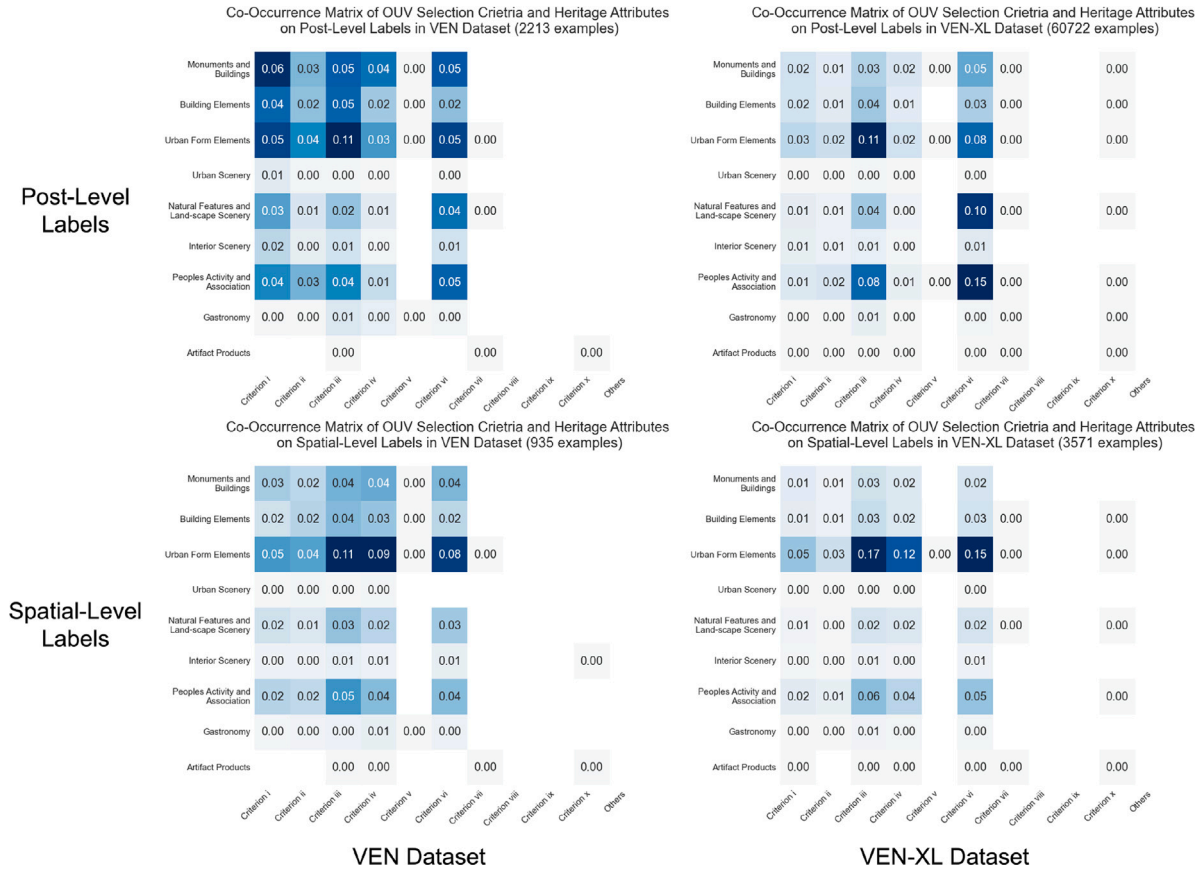 Co-Occurrence Matrix of OUV Selection Crietria and Heritage Attributes
on Post-Level Labels in VEN Dataset (2213 examples)
Monuments and
Buildings
0.06 0.03 0.05 0.04 0.00 0.05
Building Elements
0.04 0.02 0.05 0.02 0.00 0.02
Urban Form Elements
0.05 0.04 0.11 0.03 0.00 0.05 0.00
Urban Scenery
0.01 0.00 0.00 0.00 0.00
Natural Features and
Land-scape Scenery
0.03 0.01 0.02 0.01 0.04 0.00
Interior Scenery
0.02 0.00 0.01 0.00 0.01
Peoples Activity and
Association
0.04 0.03 0.04 0.01 0.05
Gastronomy
0.00 0.00 0.01 0.00 0.00 0.00
Artifact Products
0.00 0.00 0.00
Criterion i
Criterion ii
Criterion iii
Criterion iv
Criterion v
Criterion vi
Criterion vii
Criterion viii
Criterion ix
Criterion x
Others
Co-Occurrence Matrix of OUV Selection Crietria and Heritage Attributes
on Post-Level Labels in VEN-XL Dataset (60722 examples)
Monuments and
Buildings
0.02 0.01 0.03 0.02 0.00 0.05 0.00 0.00
Building Elements
0.02 0.01 0.04 0.01 0.03 0.00 0.00
Urban Form Elements
0.03 0.02 0.11 0.02 0.00 0.08 0.00 0.00
Urban Scenery
0.00 0.00 0.00 0.00 0.00
Natural Features and
Land-scape Scenery
0.01 0.01 0.04 0.00 0.10 0.00 0.00
Interior Scenery
0.01 0.01 0.01 0.00 0.01
Peoples Activity and
Association
0.01 0.02 0.08 0.01 0.00 0.15 0.00 0.00
Gastronomy
0.00 0.00 0.01 0.00 0.00 0.00 0.00
Artifact Products
0.00 0.00 0.00 0.00 0.00 0.00 0.00
Criterion i
Criterion ii
Criterion iii
Criterion iv
Criterion v
Criterion vi
Criterion vii
Criterion viii
Criterion ix
Criterion x
Others
Post-Level
Labels
Co-Occurrence Matrix of OUV Selection Crietria and Heritage Attributes
on Spatial-Level Labels in VEN Dataset (935 examples)
Monuments and
Buildings
0.03 0.02 0.04 0.04 0.00 0.04
Building Elements
0.02 0.02 0.04 0.03 0.00 0.02
Urban Form Elements
0.05 0.04 0.11 0.09 0.00 0.08 0.00
Urban Scenery
0.00 0.00 0.00 0.00
Natural Features and
Land-scape Scenery
0.02 0.01 0.03 0.02 0.03
Interior Scenery
0.00 0.00 0.01 0.01 0.01 0.00
Peoples Activity and
Association
0.02 0.02 0.05 0.04 0.04
Gastronomy
0.00 0.00 0.00 0.01 0.00 0.00
Artifact Products
0.00 0.00 0.00 0.00
Criterion i
Criterion ii
Criterion iii
Criterion iv
Criterion v
Criterion vi
Criterion vii
Criterion viii
Criterion ix
Criterion x
Others
Co-Occurrence Matrix of OUV Selection Crietria and Heritage Attributes
on Spatial-Level Labels in VEN-XL Dataset (3571 examples)
Monuments and
Buildings
0.01 0.01 0.03 0.02 0.02
Building Elements
0.01 0.01 0.03 0.02 0.03 0.00 0.00
Urban Form Elements
0.05 0.03 0.17 0.12 0.00 0.15 0.00 0.00
Urban Scenery
0.00 0.00 0.00 0.00 0.00
Natural Features and
Land-scape Scenery
0.01 0.00 0.02 0.02 0.02 0.00 0.00
Interior Scenery
0.00 0.00 0.01 0.00 0.01
Peoples Activity and
Association
0.02 0.01 0.06 0.04 0.05 0.00
Gastronomy
0.00 0.00 0.01 0.00 0.00
Artifact Products
0.00 0.00 0.00 0.00 0.00 0.00
Criterion i
Criterion ii
Criterion iii
Criterion iv
Criterion v
Criterion vi
Criterion vii
Criterion viii
Criterion ix
Criterion x
Others
Spatial-Level
Labels
VEN Dataset
VEN-XL Dataset